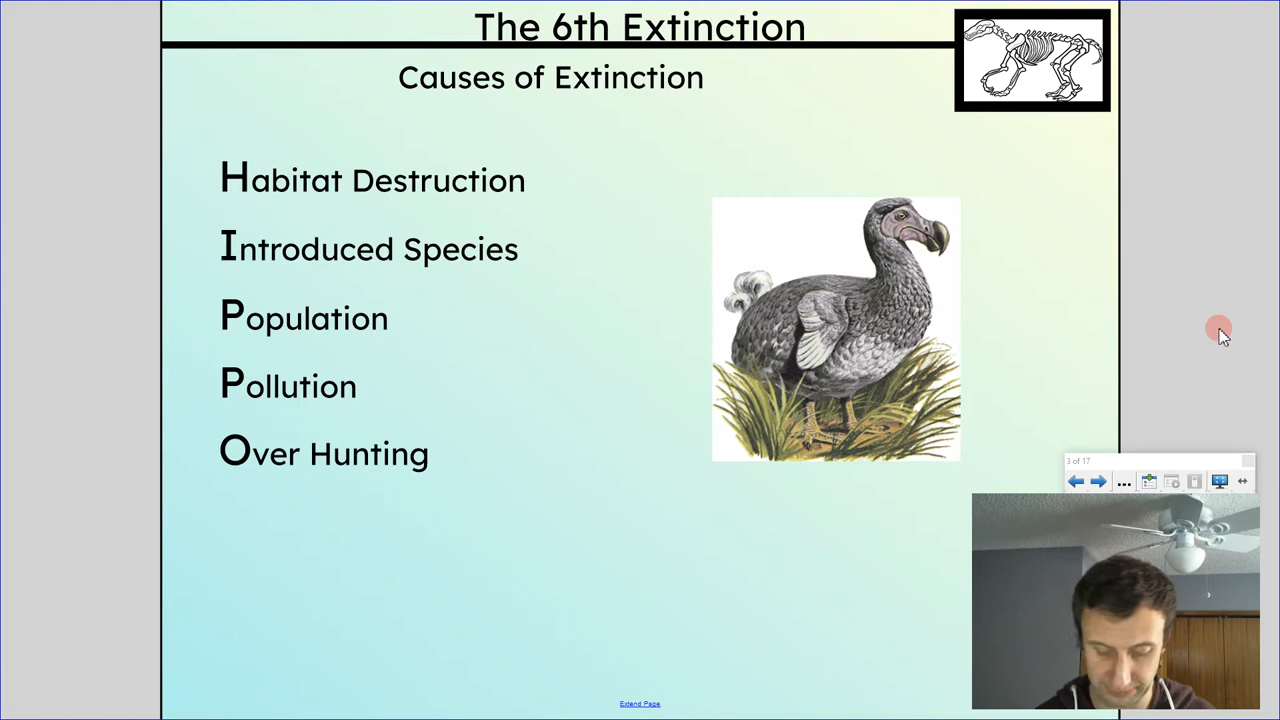 The 6th Extinction
Causes of Extinction
Habitat Destruction
Introduced Species
Population
Pollution
Over Hunting
3 of 17
Extend Page